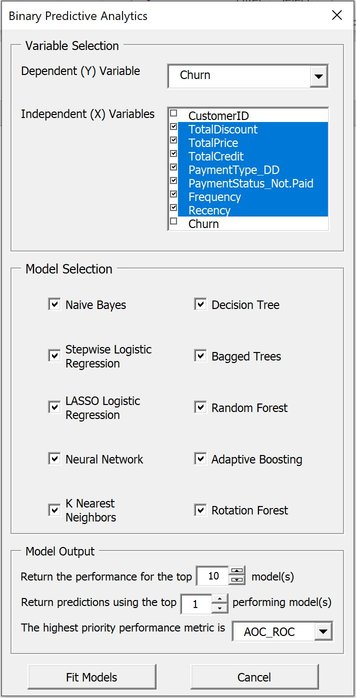 Binary Predictive Analytics
Variable Selection
Dependent (Y) Variable
Churn
Independent (X) Variables
CustomerID
TotalDiscount
TotalPrice
TotalCredit
PaymentType_DD
PaymentStatus_Not.Paid
Frequency
Recency
Churn
Model Selection
Naive Bayes
Decision Tree
Stepwise Logistic
Regression
Bagged Trees
LASSO Logistic
Regression
Random Forest
Neural Network
Adaptive Boosting
K Nearest
Neighbors
Rotation Forest
Model Output
Return the performance for the top 10 model(s)
Return predictions using the top 1 performing model(s)
The highest priority performance metric is AOC_ROC
Fit Models
Cancel